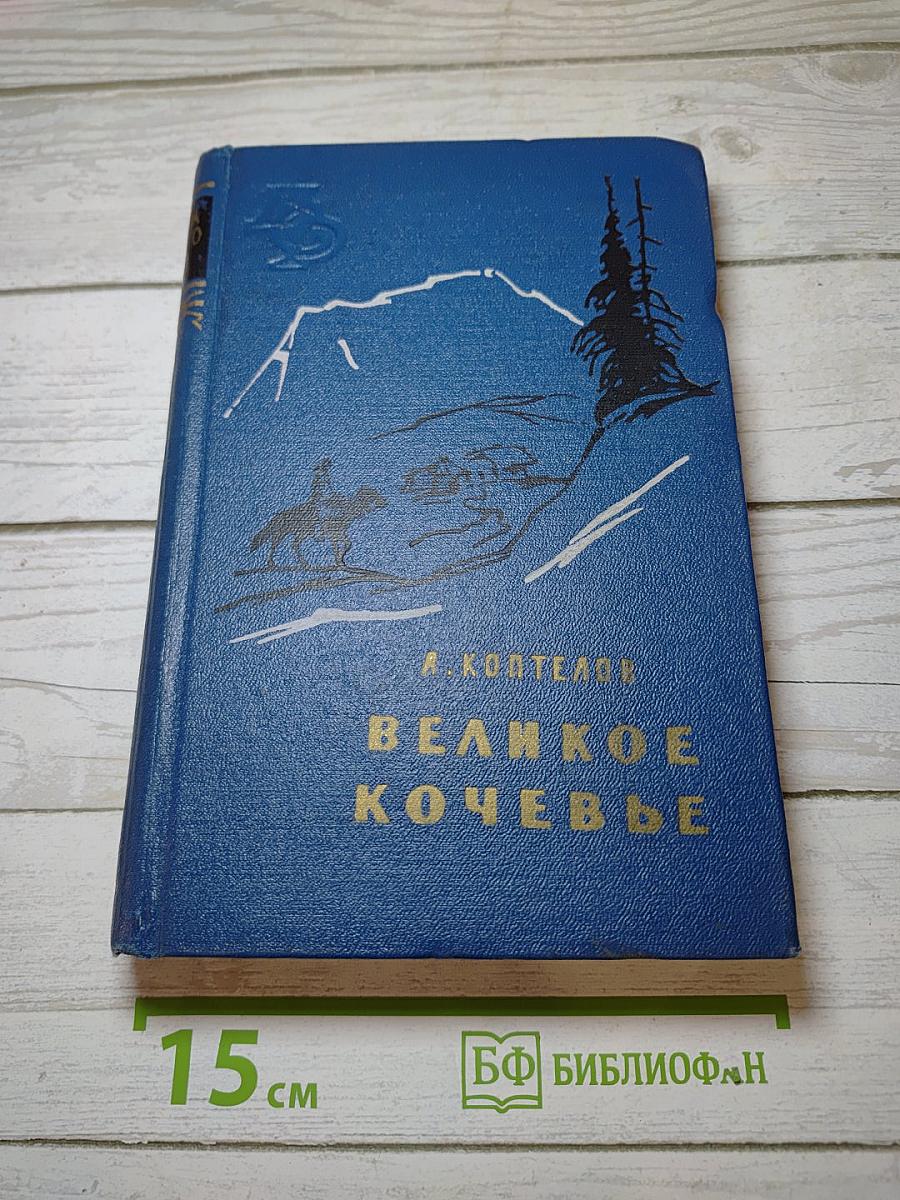 А. КОПТЕЛОВ
ВЕЛИКОЕ
КОЧЕВЬЕ
15 см
БФ БИБЛИОФАН